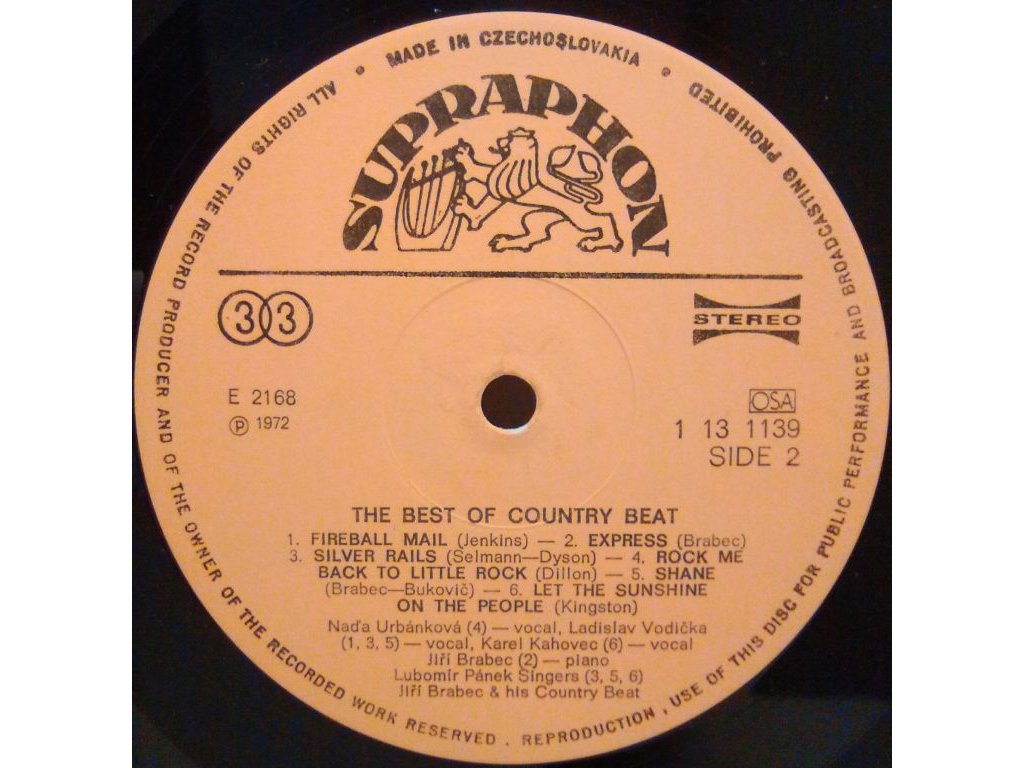 MADE IN CZECHOSLOVAKIA
SUPRAPHON
33
STEREO
E 2168
℗ 1972
OSA
1 13 1139
SIDE 2
THE BEST OF COUNTRY BEAT
1. FIREBALL MAIL (Jenkins) — 2. EXPRESS (Brabec)
3. SILVER RAILS (Selmann—Dyson) — 4. ROCK ME
BACK TO LITTLE ROCK (Dillon) — 5. SHANE
(Brabec—Bukovič) — 6. LET THE SUNSHINE
ON THE PEOPLE (Kingston)
Naďa Urbánková (4) — vocal, Ladislav Vodička
(1, 3, 5) — vocal, Karel Kahovec (6) — vocal
Jiří Brabec (2) — piano
Lubomír Pánek Singers (3, 5, 6)
Jiří Brabec & his Country Beat
ALL RIGHTS OF THE RECORD PRODUCER AND OF THE OWNER OF THE RECORDED WORK RESERVED . REPRODUCTION , USE OF THIS DISC FOR PUBLIC PERFORMANCE AND BROADCASTING PROHIBITED